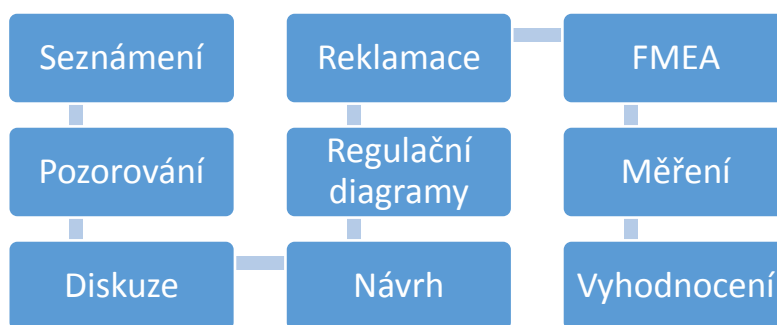 Seznámení
Pozorování
Diskuze
Návrh
Regulační
diagramy
Reklamace
FMEA
Měření
Vyhodnocení